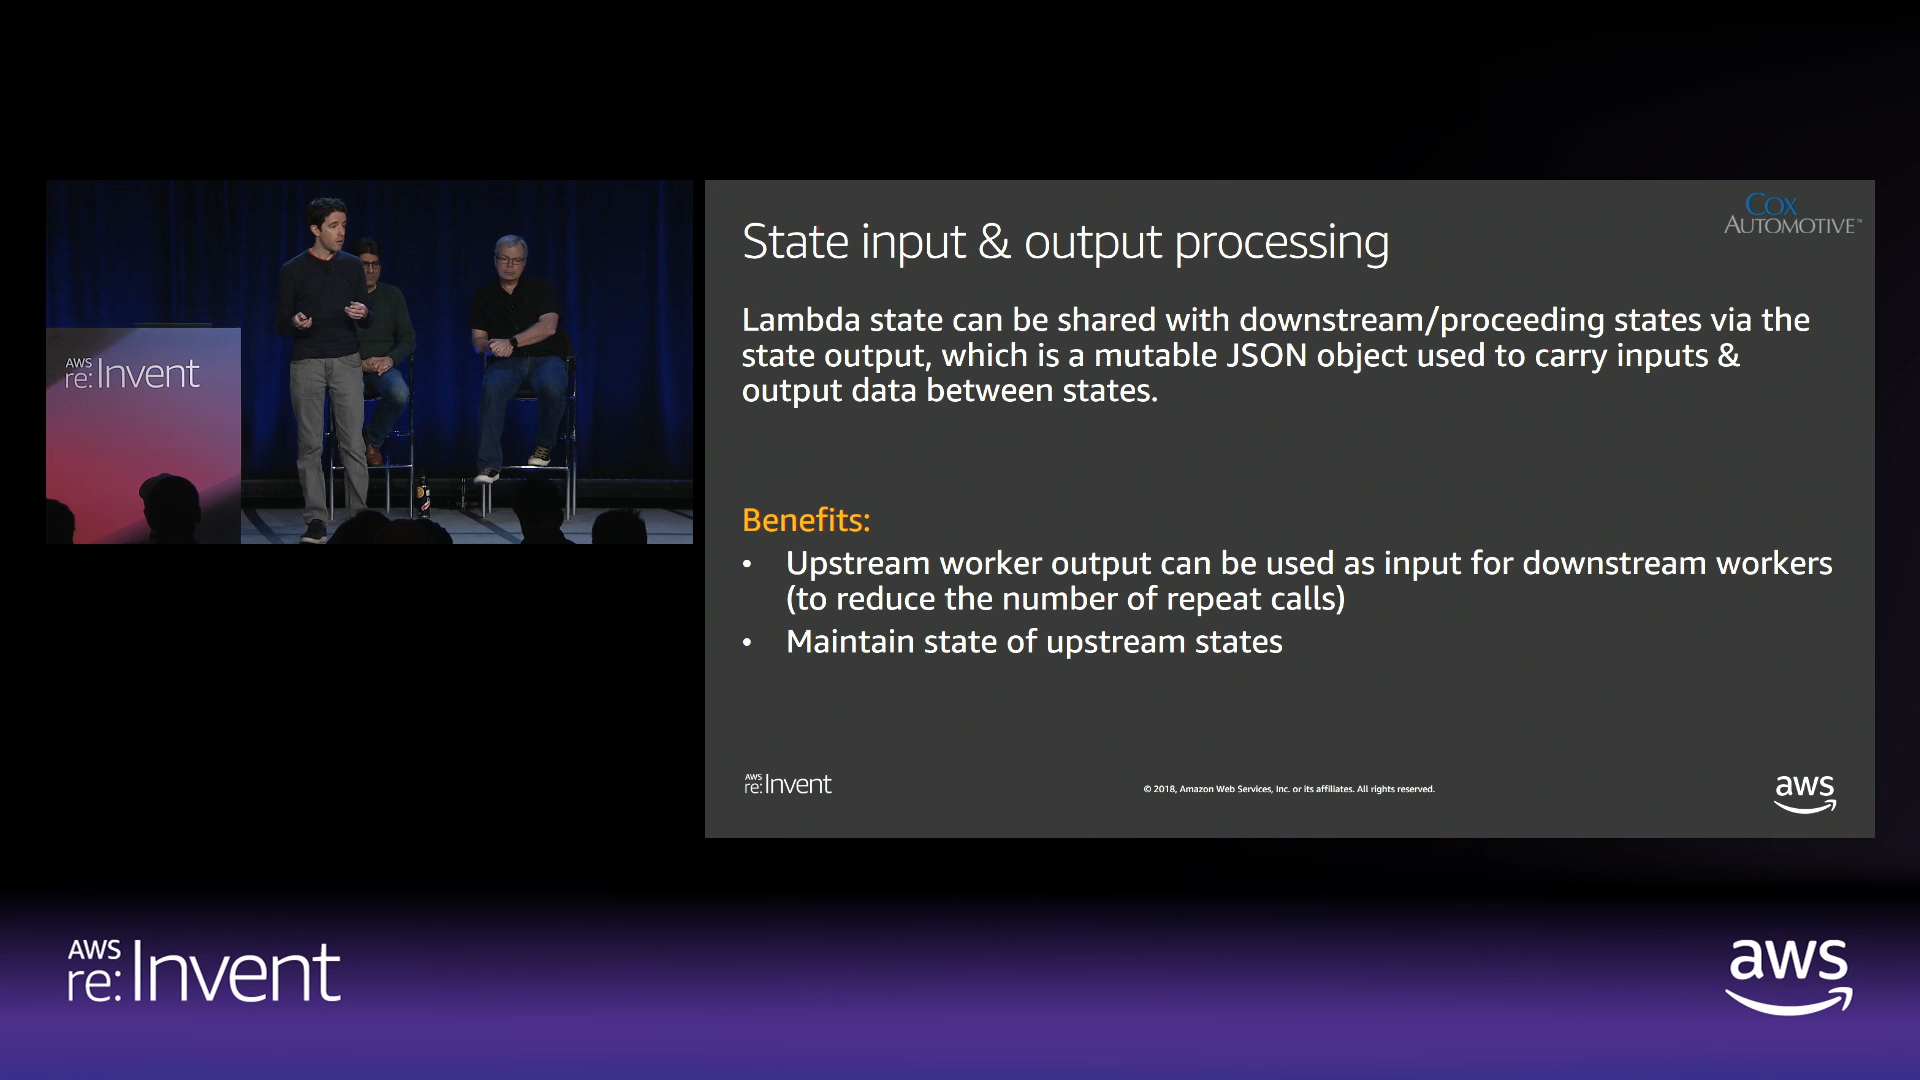 AWS
re:Invent
COX
AUTOMOTIVE™
State input & output processing
Lambda state can be shared with downstream/proceeding states via the
state output, which is a mutable JSON object used to carry inputs &
output data between states.
Benefits:
• Upstream worker output can be used as input for downstream workers
(to reduce the number of repeat calls)
• Maintain state of upstream states
AWS
re:Invent
© 2018, Amazon Web Services, Inc. or its affiliates. All rights reserved.
aws
AWS
re:Invent
aws